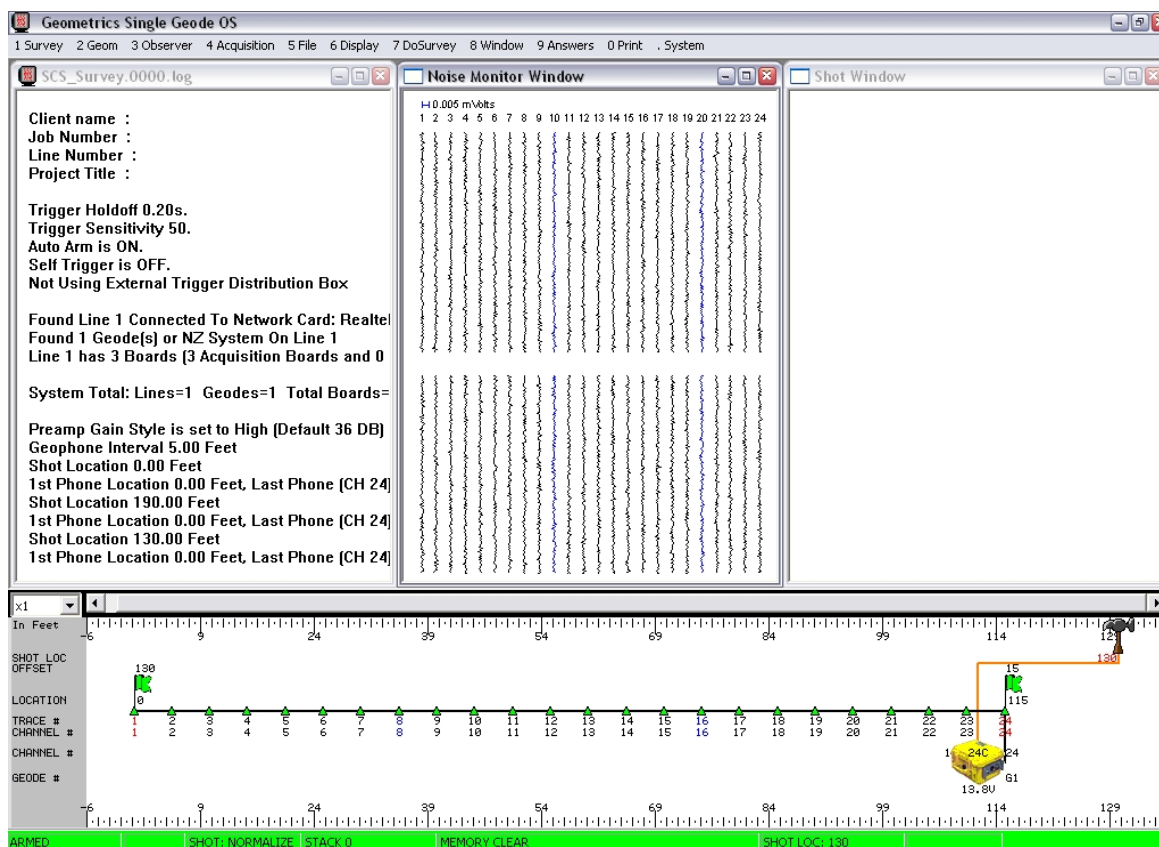 Geometrics Single Geode OS
1 Survey 2 Geom 3 Observer 4 Acquisition 5 File 6 Display 7 DoSurvey 8 Window 9 Answers 0 Print . System
SCS_Survey.0000.log
Client name :
Job Number :
Line Number :
Project Title :
Trigger Holdoff 0.20s.
Trigger Sensitivity 50.
Auto Arm is ON.
Self Trigger is OFF.
Not Using External Trigger Distribution Box
Found Line 1 Connected To Network Card: Realtel
Found 1 Geode(s) or NZ System On Line 1
Line 1 has 3 Boards (3 Acquisition Boards and 0
System Total: Lines=1 Geodes=1 Total Boards=
Preamp Gain Style is set to High (Default 36 DB)
Geophone Interval 5.00 Feet
Shot Location 0.00 Feet
1st Phone Location 0.00 Feet, Last Phone (CH 24)
Shot Location 190.00 Feet
1st Phone Location 0.00 Feet, Last Phone (CH 24)
Shot Location 130.00 Feet
1st Phone Location 0.00 Feet, Last Phone (CH 24)
Noise Monitor Window
0.005 mVolts
1 2 3 4 5 6 7 8 9 10 11 12 13 14 15 16 17 18 19 20 21 22 23 24
Shot Window
x1
In Feet
-6 9 24 39 54 69 84 99 114 129
SHOT LOC 130
OFFSET 130 15
LOCATION 0 115
TRACE # 1 2 3 4 5 6 7 8 9 10 11 12 13 14 15 16 17 18 19 20 21 22 23 24
CHANNEL # 1 2 3 4 5 6 7 8 9 10 11 12 13 14 15 16 17 18 19 20 21 22 23 24
CHANNEL # 1 24C 24
GEODE # G1
13.8V
-6 9 24 39 54 69 84 99 114 129
ARMED SHOT: NORMALIZE STACK 0 MEMORY CLEAR SHOT LOC: 130